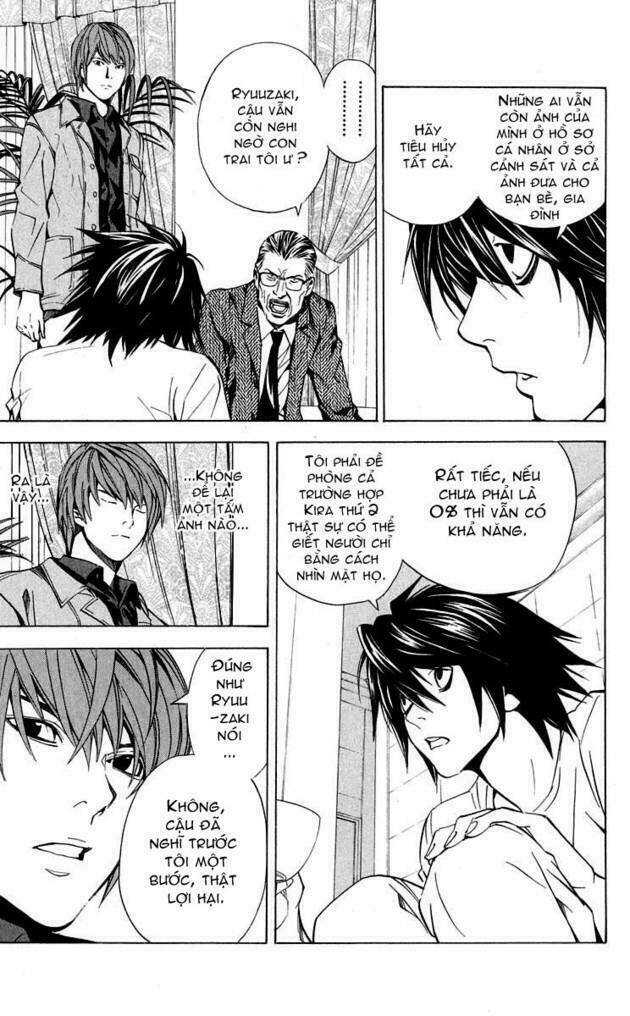 NHỮNG AI VẪN
CÒN ẢNH CỦA
MÌNH Ở HỒ SƠ
CÁ NHÂN Ở SỞ
CẢNH SÁT VÀ CẢ
ẢNH ĐƯA CHO
BẠN BÈ, GIA
ĐÌNH
HÃY
TIÊU HỦY
TẤT CẢ.
......
RYUUZAKI,
CẬU VẪN
CÒN NGHI
NGỜ CON
TRAI TÔI Ư?
RẤT TIẾC, NẾU
CHƯA PHẢI LÀ
08 THÌ VẪN CÓ
KHẢ NĂNG.
TÔI PHẢI ĐỀ
PHÒNG CẢ
TRƯỜNG HỢP
KIRA THỨ 2
THẬT SỰ CÓ THỂ
GIẾT NGƯỜI CHỈ
BẰNG CÁCH
NHÌN MẶT HỌ.
...KHÔNG
ĐỂ LẠI
MỘT TẤM
ẢNH NÀO...
RA LÀ
VẬY...
ĐÚNG
NHƯ
RYUU
-ZAKI
NÓI
...
KHÔNG,
CẬU ĐÃ
NGHĨ TRƯỚC
TÔI MỘT
BƯỚC, THẬT
LỢI HẠI.